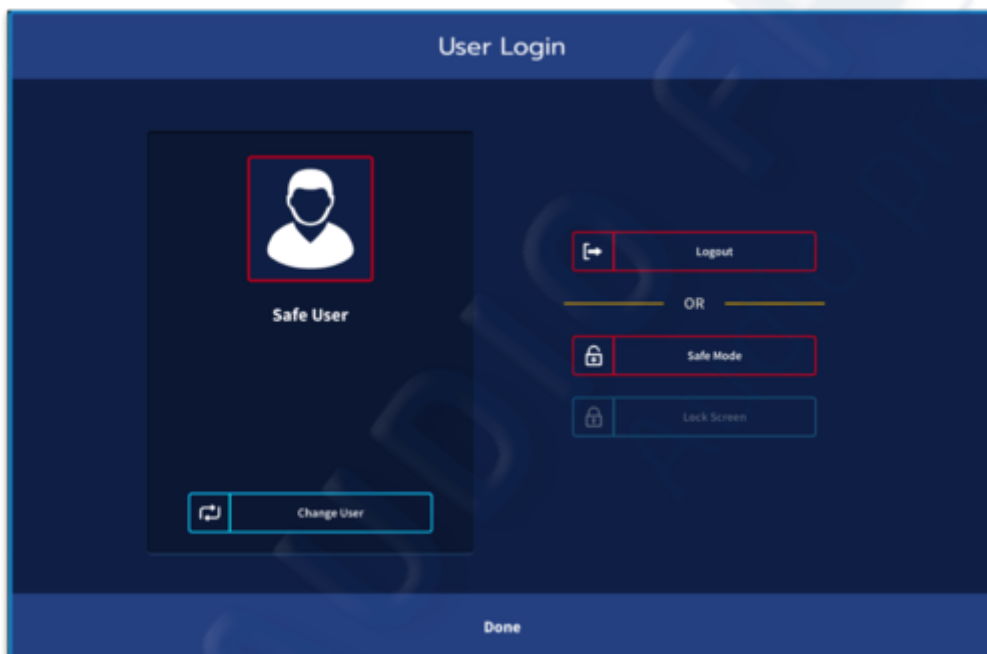 User Login
Safe User
Change User
Logout
OR
Safe Mode
Lock Screen
Done